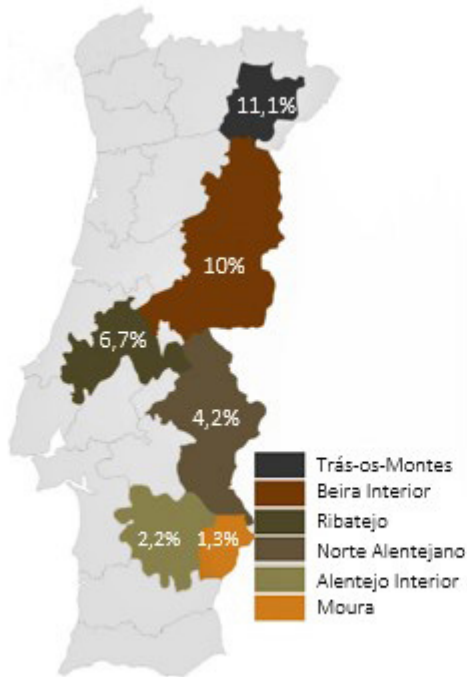 11,1%
10%
6,7%
4,2%
2,2%
1,3%
Trás-os-Montes
Beira Interior
Ribatejo
Norte Alentejano
Alentejo Interior
Moura